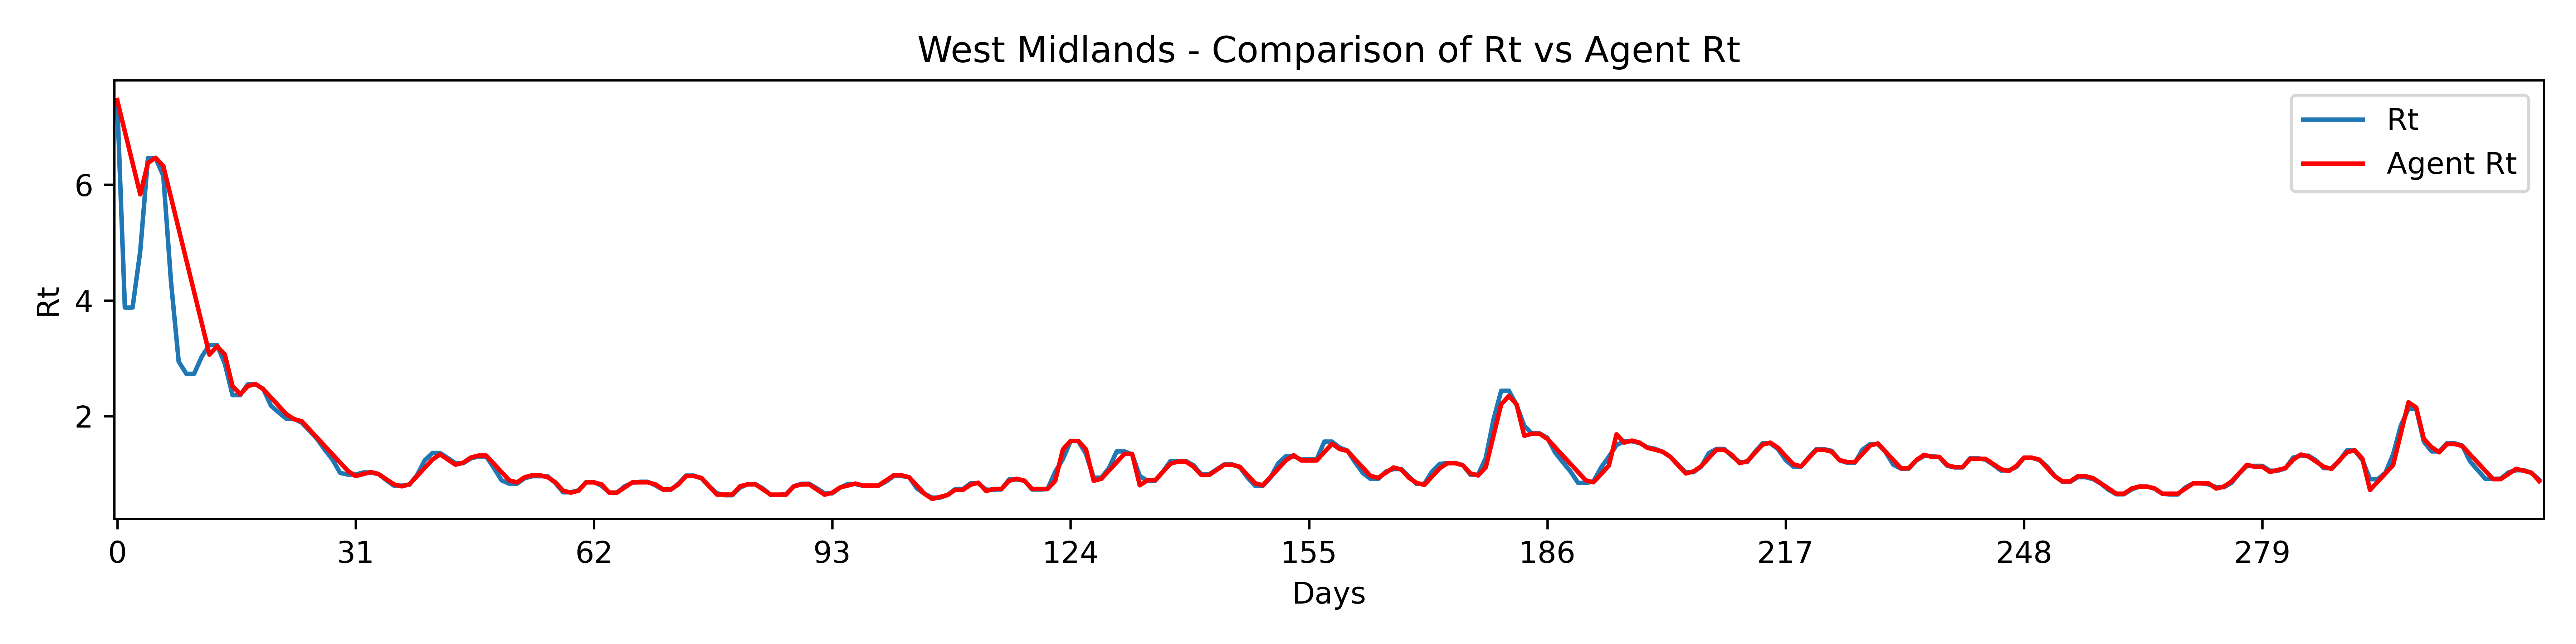 West Midlands - Comparison of Rt vs Agent Rt
Rt
Agent Rt
Rt
6
4
2
0 31 62 93 124 155 186 217 248 279
Days